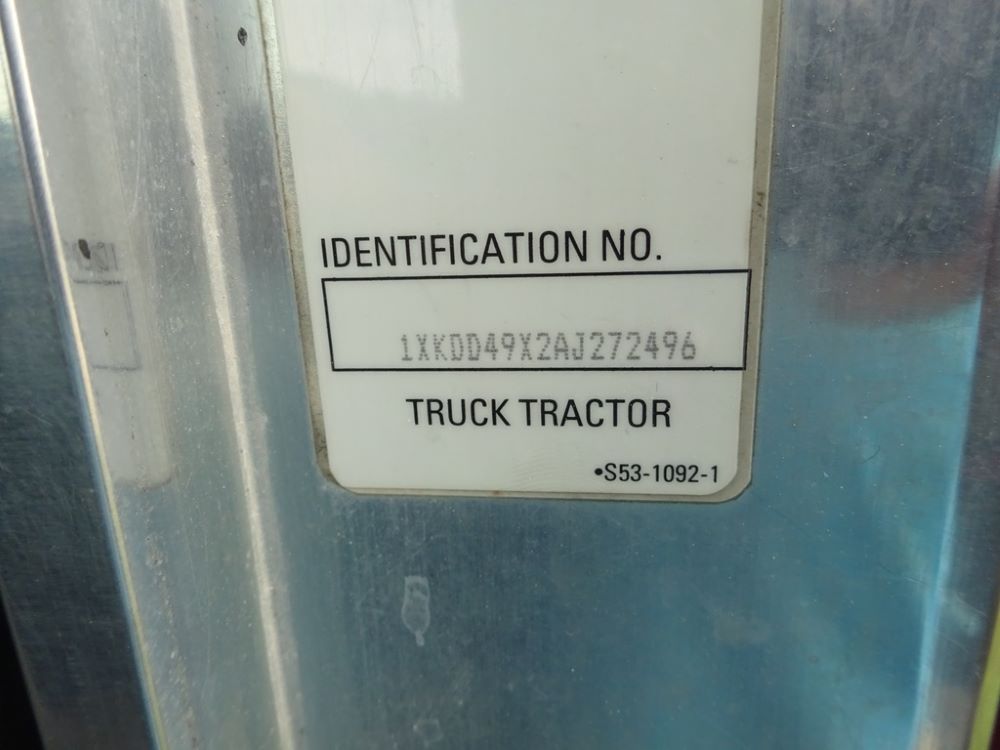 IDENTIFICATION NO.
1XKDD49X2AJ272496
TRUCK TRACTOR
•S53-1092-1